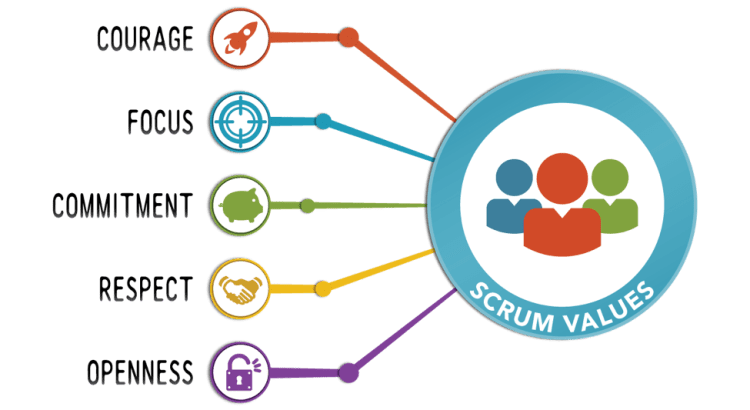 COURAGE
FOCUS
COMMITMENT
RESPECT
OPENNESS
SCRUM VALUES